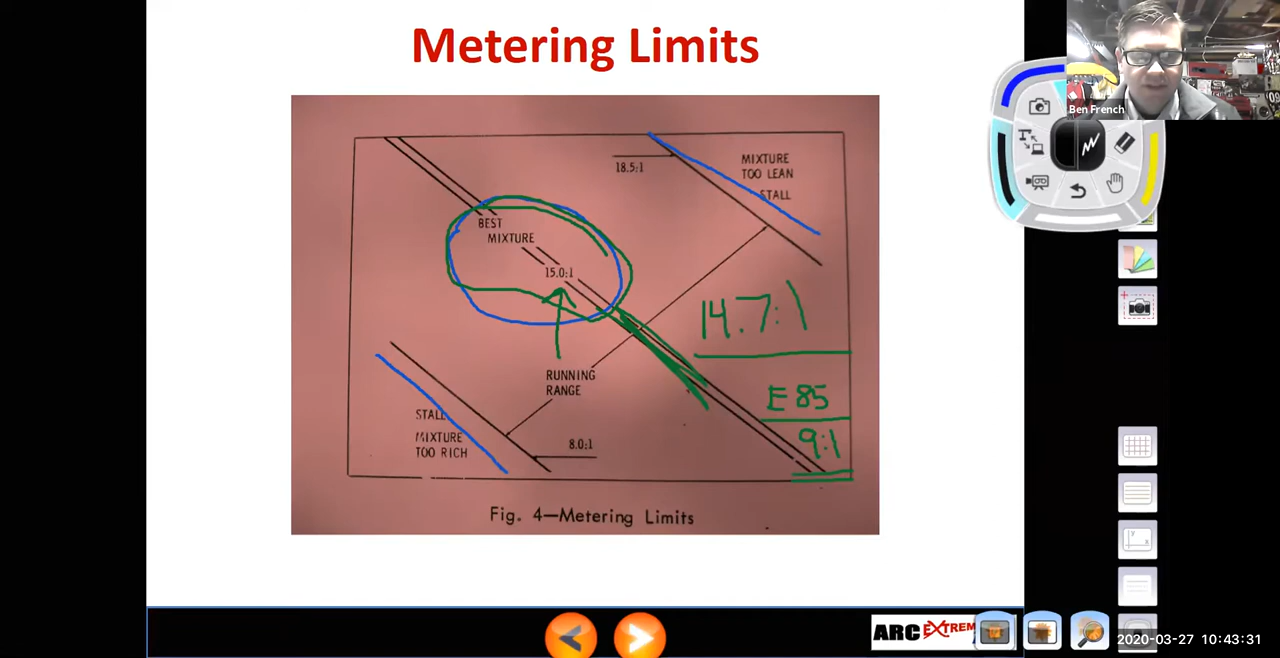 Metering Limits
Ben French
18.5:1
MIXTURE
TOO LEAN
STALL
BEST
MIXTURE
15.0:1
14.7:1
RUNNING
RANGE
E85
9:1
STALL
MIXTURE
TOO RICH
8.0:1
Fig. 4—Metering Limits
ARC EXTREM
2020-03-27 10:43:31